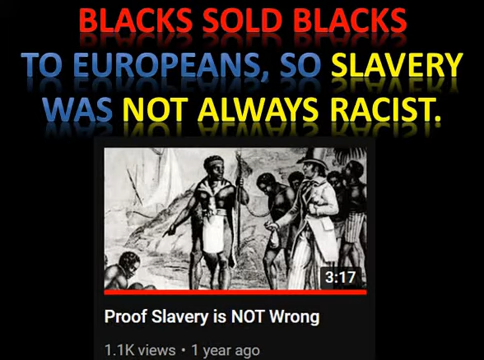 BLACKS SOLD BLACKS
TO EUROPEANS, SO SLAVERY
WAS NOT ALWAYS RACIST.
3:17
Proof Slavery is NOT Wrong
1.1K views • 1 year ago